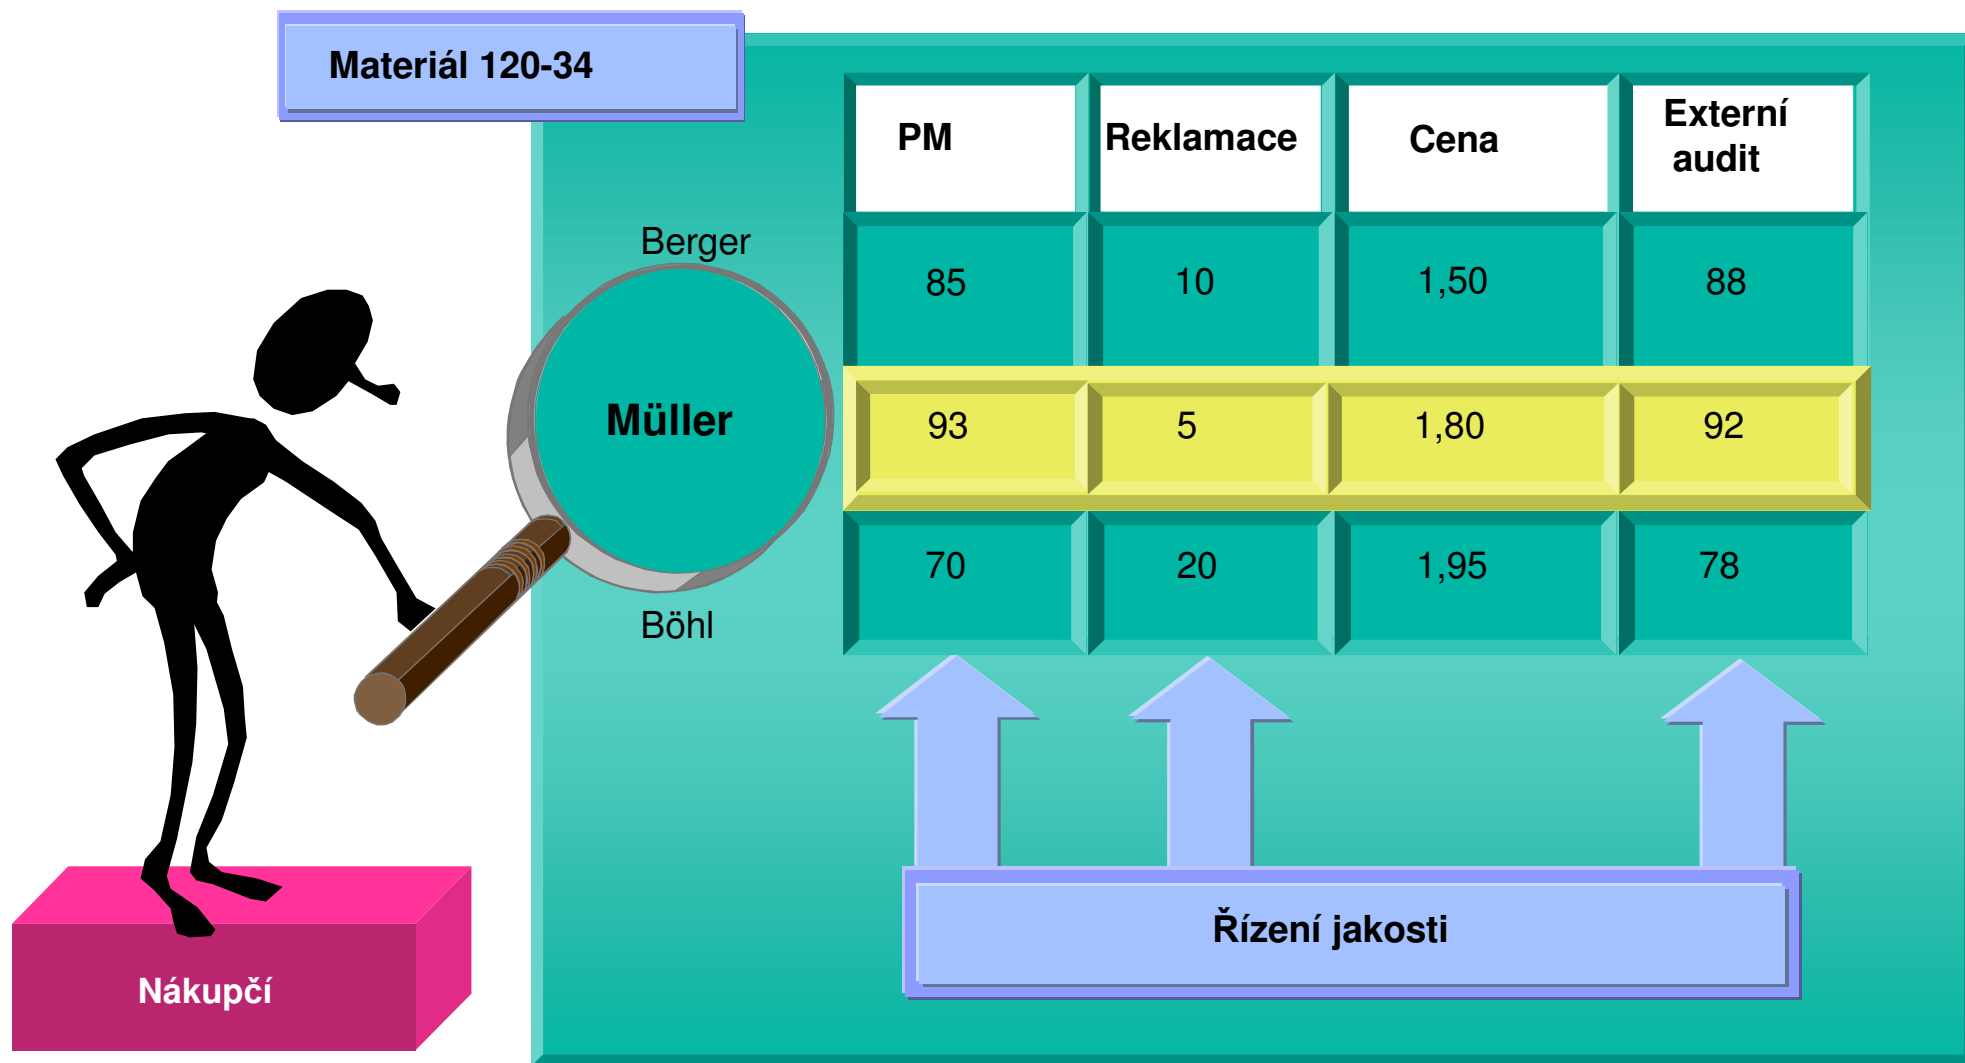 Materiál 120-34
PM Reklamace Cena Externí
audit
Berger 85 10 1,50 88
Müller 93 5 1,80 92
Böhl 70 20 1,95 78
Řízení jakosti
Nákupčí